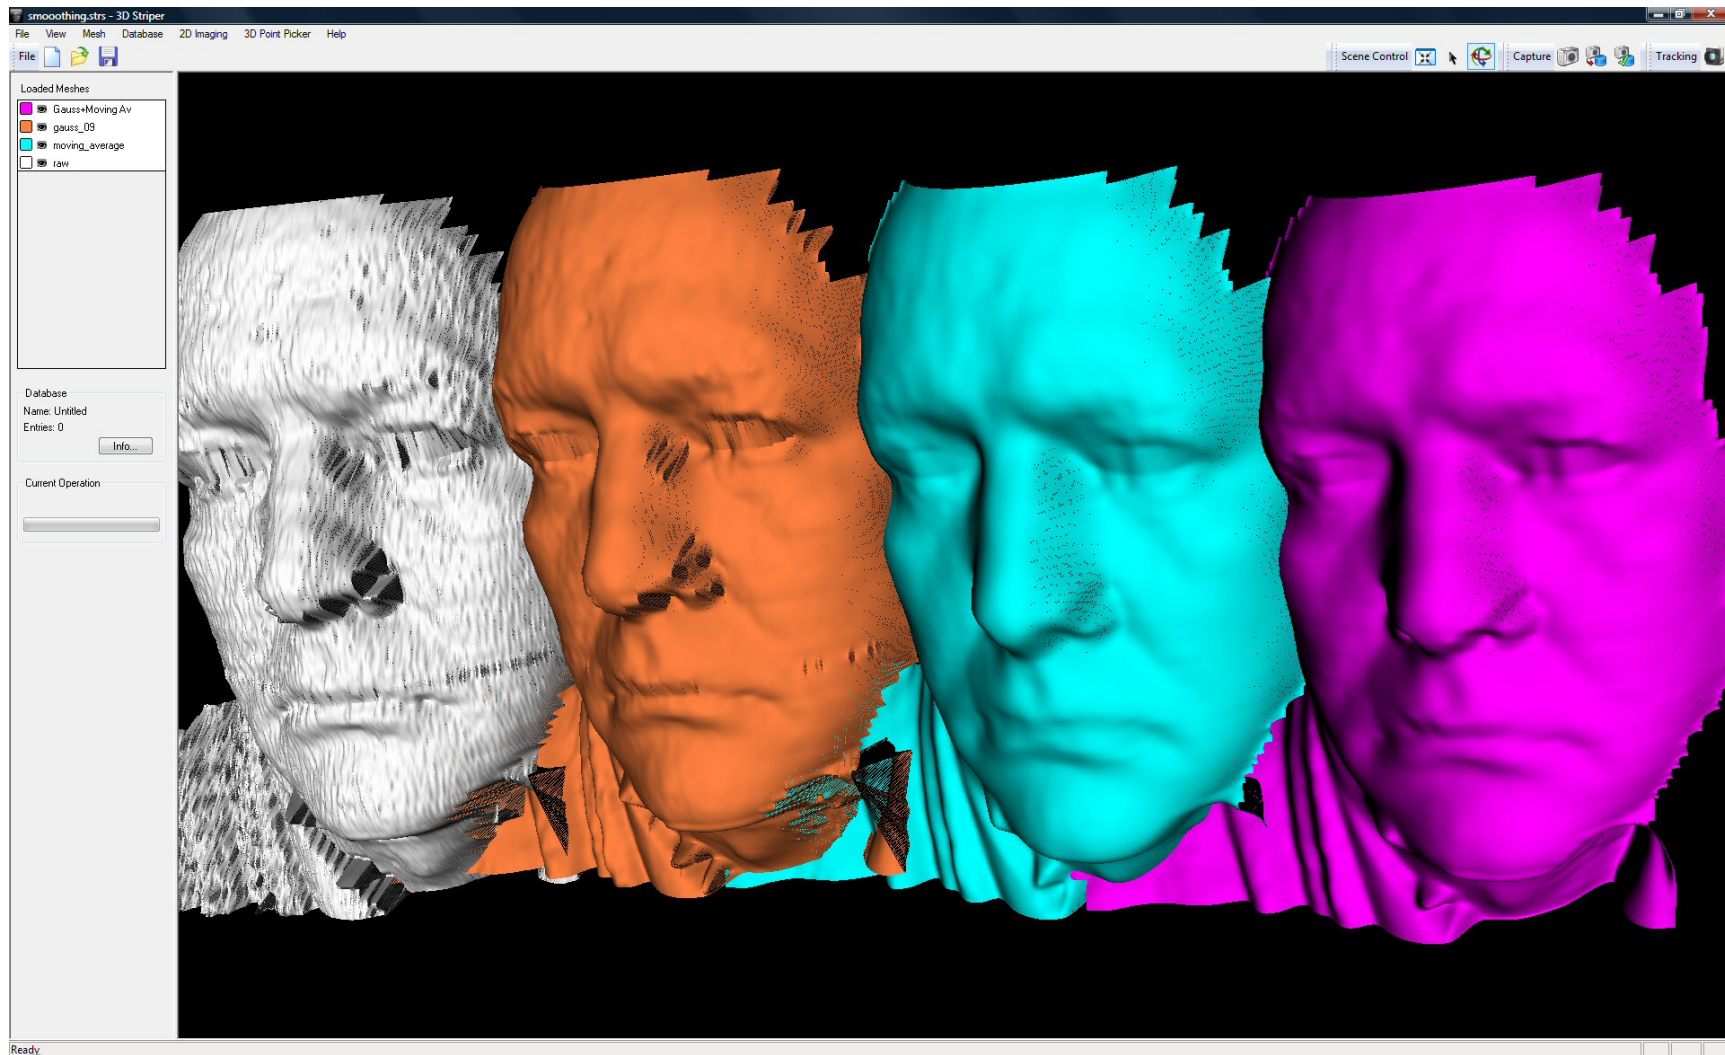 smooothing.strs - 3D Striper
File View Mesh Database 2D Imaging 3D Point Picker Help
File Scene Control Capture Tracking
Loaded Meshes
Gauss+Moving Av
gauss_09
moving_average
raw
Database
Name: Untitled
Entries: 0
Info...
Current Operation
Ready